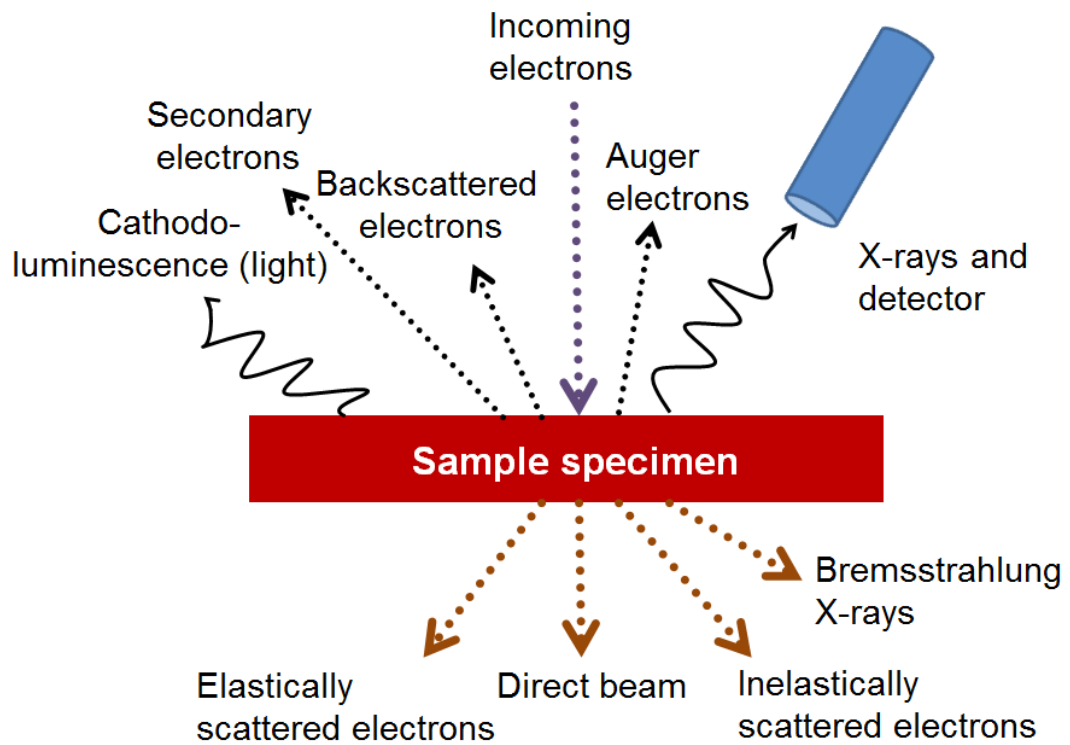 Incoming
electrons
Secondary
electrons
Backscattered
electrons
Auger
electrons
Cathodo-
luminescence (light)
X-rays and
detector
Sample specimen
Bremsstrahlung
X-rays
Elastically
scattered electrons
Direct beam
Inelastically
scattered electrons